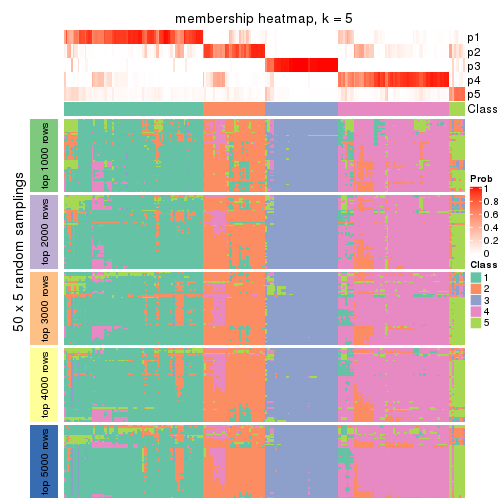 membership heatmap, k = 5
p1
p2
p3
p4
p5
Class
50 x 5 random samplings
top 1000 rows
top 2000 rows
top 3000 rows
top 4000 rows
top 5000 rows
Prob
1
0.8
0.6
0.4
0.2
0
Class
1
2
3
4
5